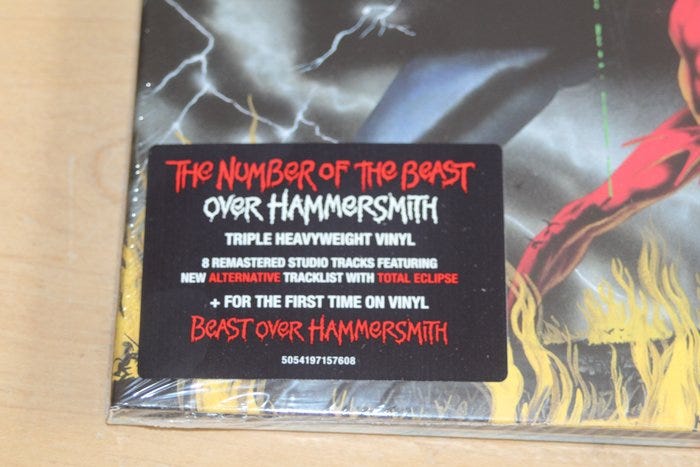 THE NUMBER OF THE BEAST
OVER HAMMERSMITH
TRIPLE HEAVYWEIGHT VINYL
8 REMASTERED STUDIO TRACKS FEATURING
NEW ALTERNATIVE TRACKLIST WITH TOTAL ECLIPSE
+ FOR THE FIRST TIME ON VINYL
BEAST OVER HAMMERSMITH
5054197157608